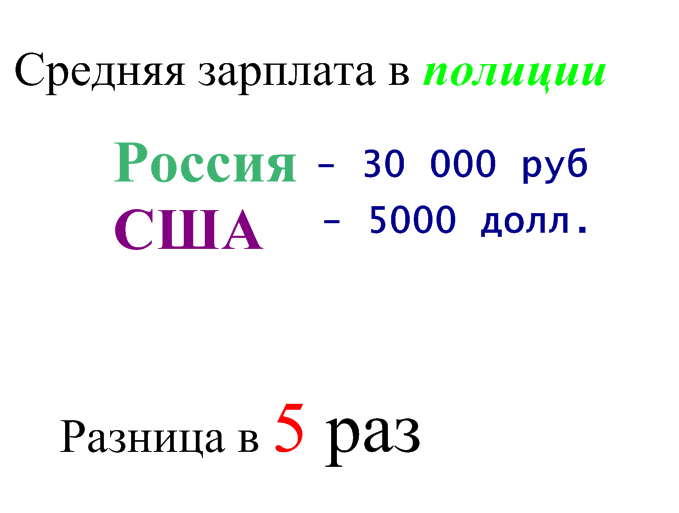 Средняя зарплата в полиции
Россия – 30 000 руб
США – 5000 долл.
Разница в 5 раз